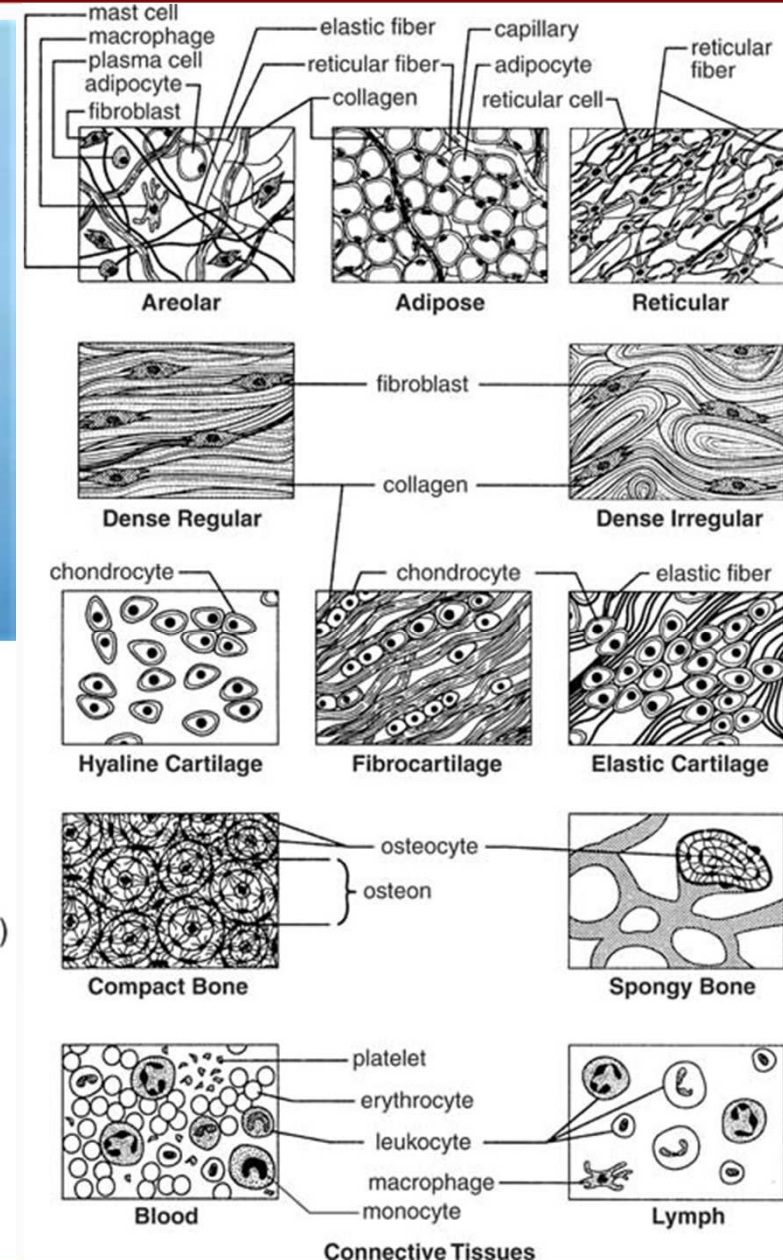 mast cell
macrophage
plasma cell
adipocyte
fibroblast
elastic fiber
reticular fiber
collagen
capillary
adipocyte
reticular cell
reticular
fiber
Areolar
Adipose
Reticular
fibroblast
collagen
Dense Regular
Dense Irregular
chondrocyte
chondrocyte
elastic fiber
Hyaline Cartilage
Fibrocartilage
Elastic Cartilage
osteocyte
osteon
)
Compact Bone
Spongy Bone
platelet
erythrocyte
leukocyte
macrophage
monocyte
Blood
Lymph
Connective Tissues